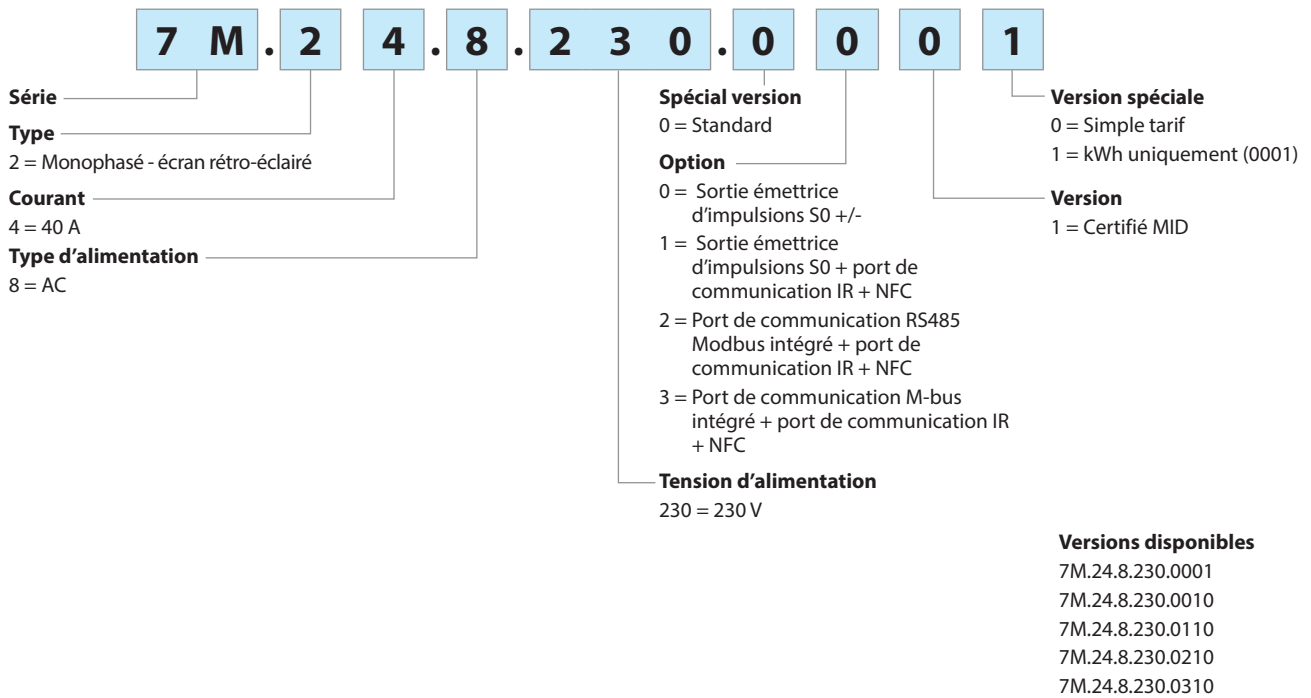 7 M . 2 4 . 8 . 2 3 0 . 0 0 0 1
Série
Type
2 = Monophasé - écran rétro-éclairé
Courant
4 = 40 A
Type d’alimentation
8 = AC
Spécial version
0 = Standard
Option
0 = Sortie émettrice
d’impulsions S0 +/-
1 = Sortie émettrice
d’impulsions S0 + port de
communication IR + NFC
2 = Port de communication RS485
Modbus intégré + port de
communication IR + NFC
3 = Port de communication M-bus
intégré + port de communication IR
+ NFC
Tension d’alimentation
230 = 230 V
Version spéciale
0 = Simple tarif
1 = kWh uniquement (0001)
Version
1 = Certifié MID
Versions disponibles
7M.24.8.230.0001
7M.24.8.230.0010
7M.24.8.230.0110
7M.24.8.230.0210
7M.24.8.230.0310